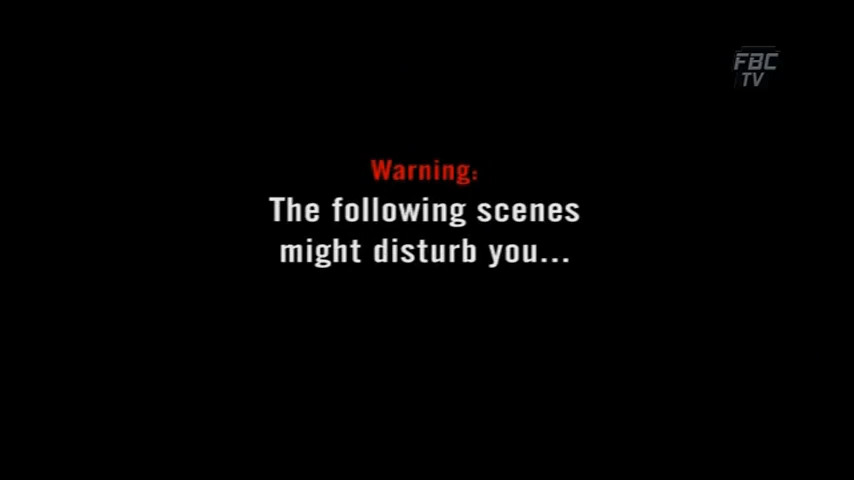 FBC
TV
Warning:
The following scenes
might disturb you...